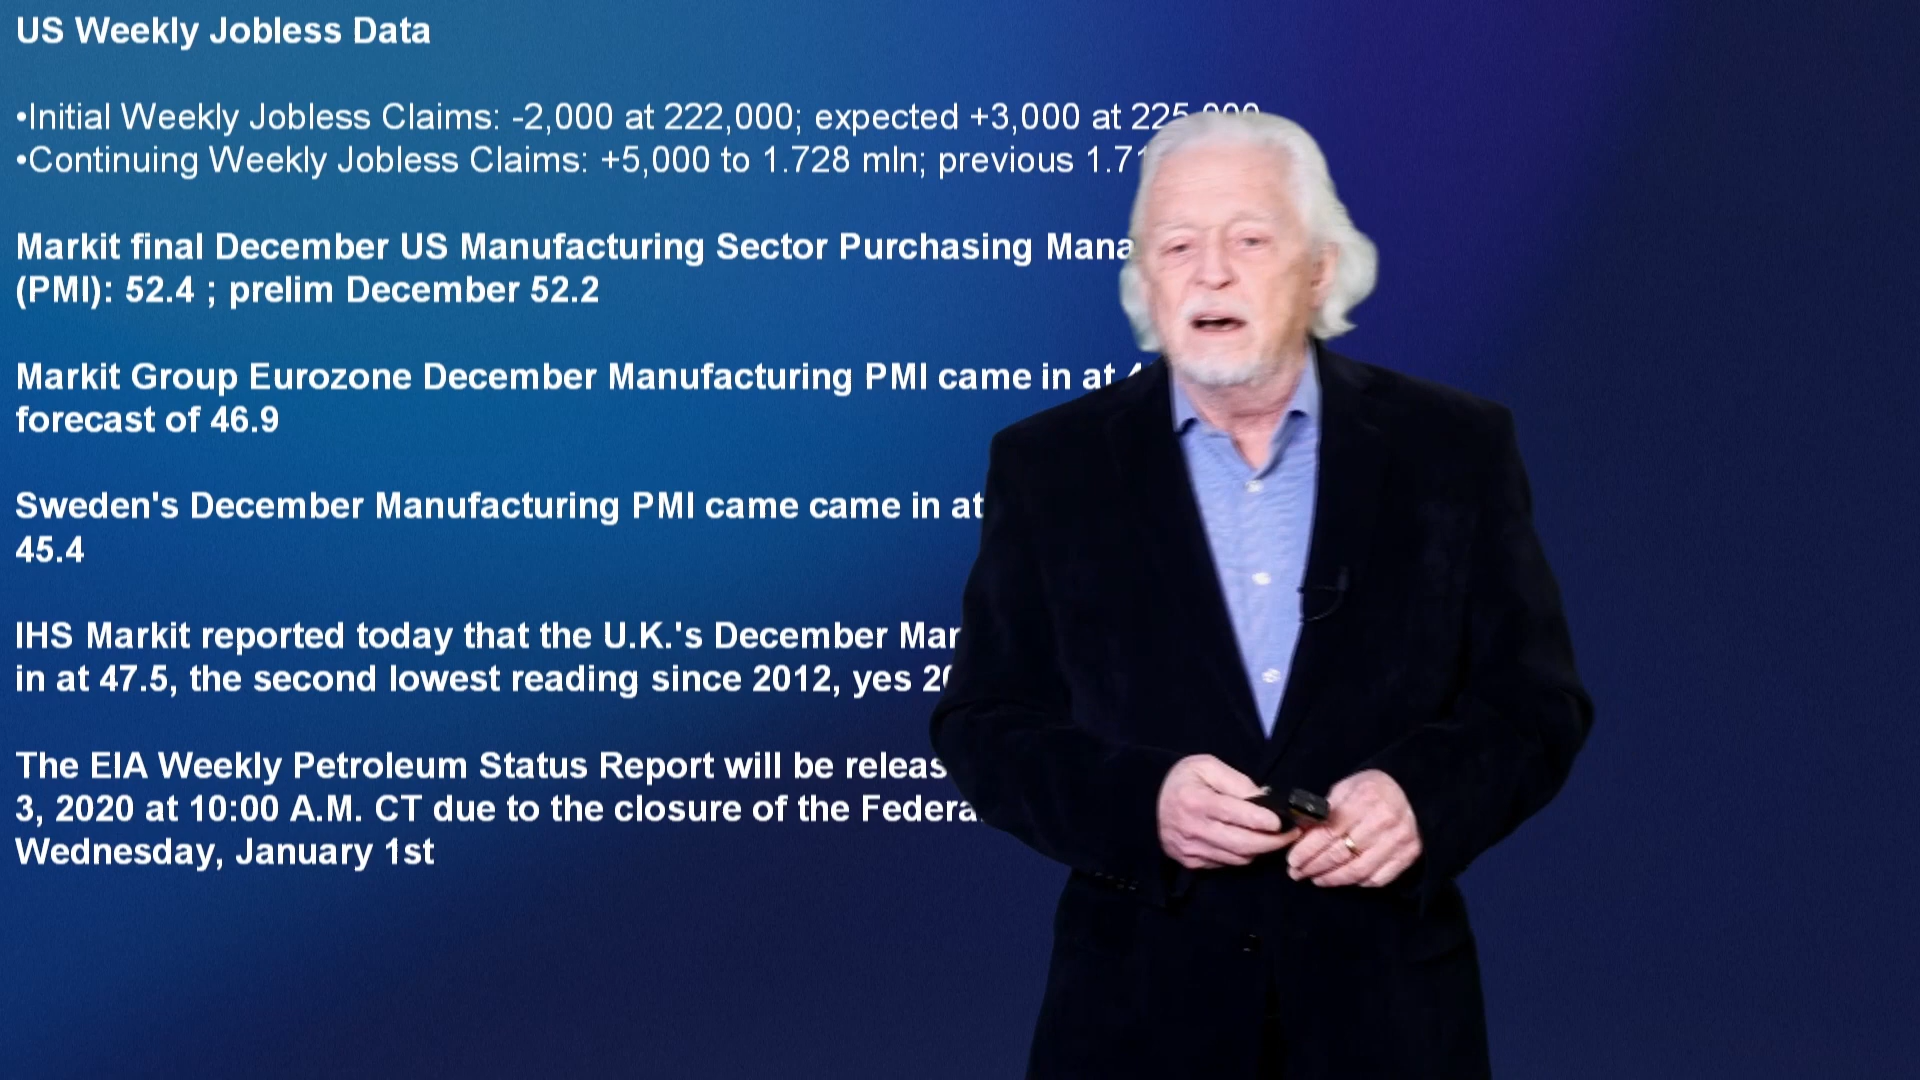 US Weekly Jobless Data
•Initial Weekly Jobless Claims: -2,000 at 222,000; expected +3,000 at 225,000
•Continuing Weekly Jobless Claims: +5,000 to 1.728 mln; previous
Markit final December US Manufacturing Sector Purchasing
(PMI): 52.4 ; prelim December 52.2
Markit Group Eurozone December Manufacturing PMI came in at
forecast of 46.9
Sweden's December Manufacturing PMI came came in at
45.4
IHS Markit reported today that the U.K.'s December
in at 47.5, the second lowest reading since 2012, yes
The EIA Weekly Petroleum Status Report will be
3, 2020 at 10:00 A.M. CT due to the closure of the
Wednesday, January 1st